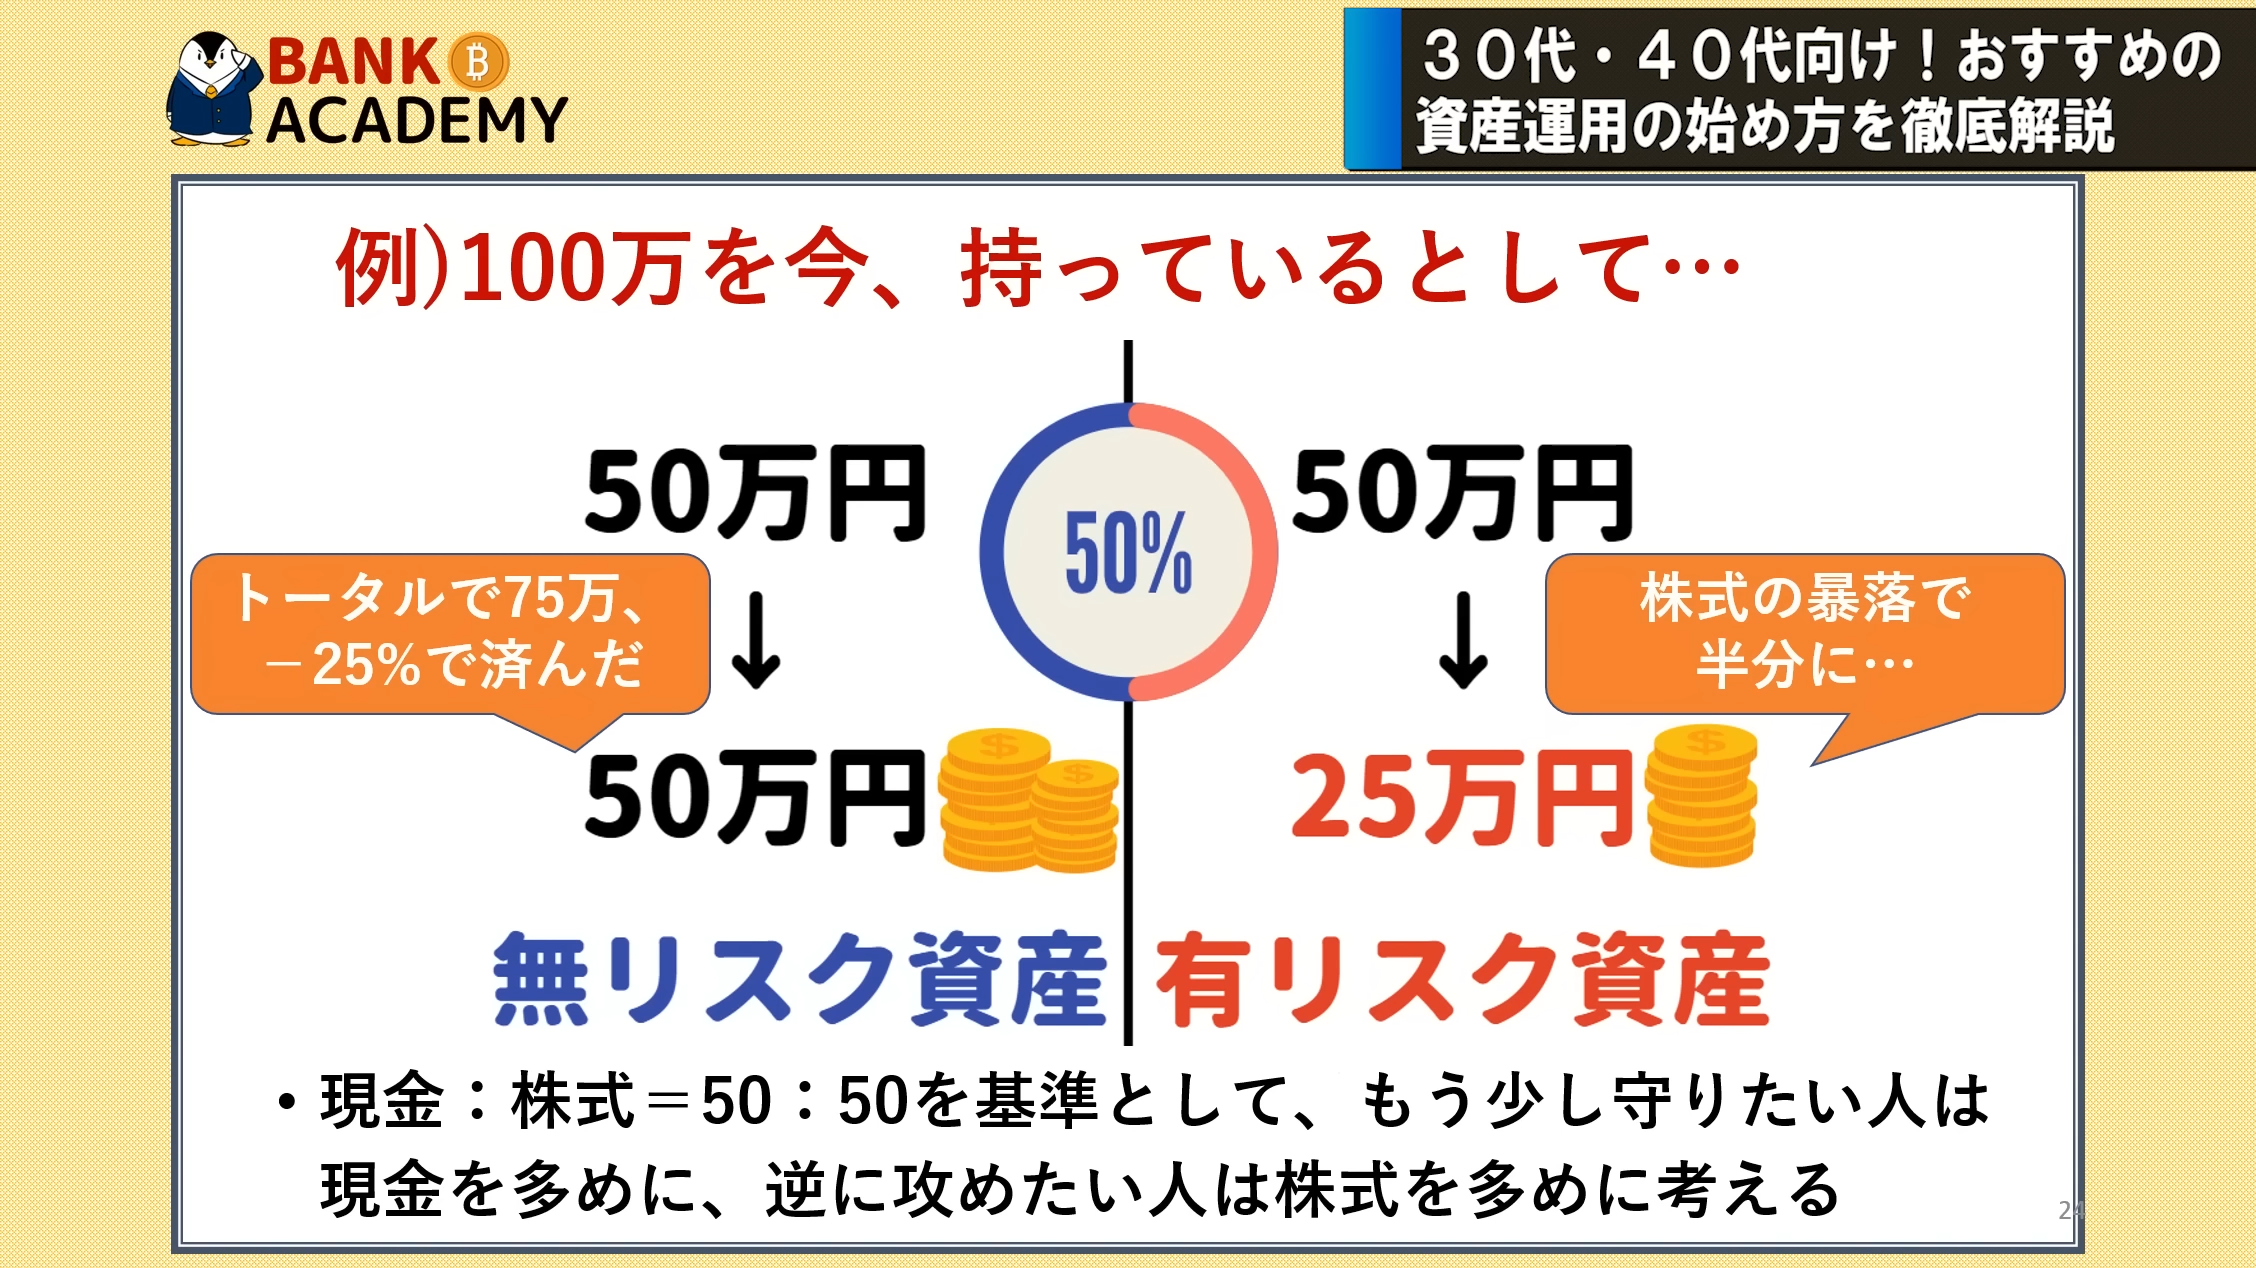 BANK
ACADEMY
30代・40代向け！おすすめの
資産運用の始め方を徹底解説
例)100万を今、持っているとして…
50万円
50%
50万円
トータルで75万、
－25%で済んだ
↓
↓
株式の暴落で
半分に…
50万円
25万円
無リスク資産
有リスク資産
・現金：株式＝50：50を基準として、もう少し守りたい人は
現金を多めに、逆に攻めたい人は株式を多めに考える
24